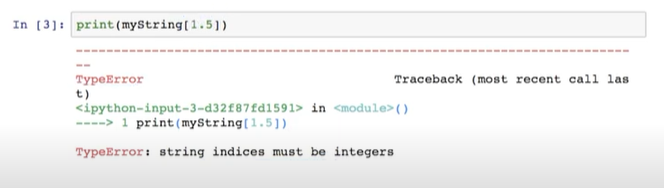 In [3]: print(myString[1.5])
---------------------------------------------------------------------------
--
TypeError                                 Traceback (most recent call las
t)
<ipython-input-3-d32f87fd1591> in <module>()
----> 1 print(myString[1.5])
TypeError: string indices must be integers